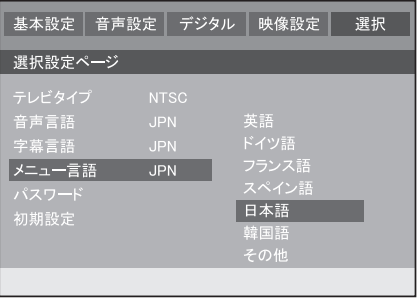 基本設定 音声設定 デジタル 映像設定 選択
選択設定ページ
テレビタイプ NTSC
音声言語 JPN 英語
字幕言語 JPN ドイツ語
メニュー言語 JPN フランス語
パスワード スペイン語
初期設定 日本語
韓国語
その他